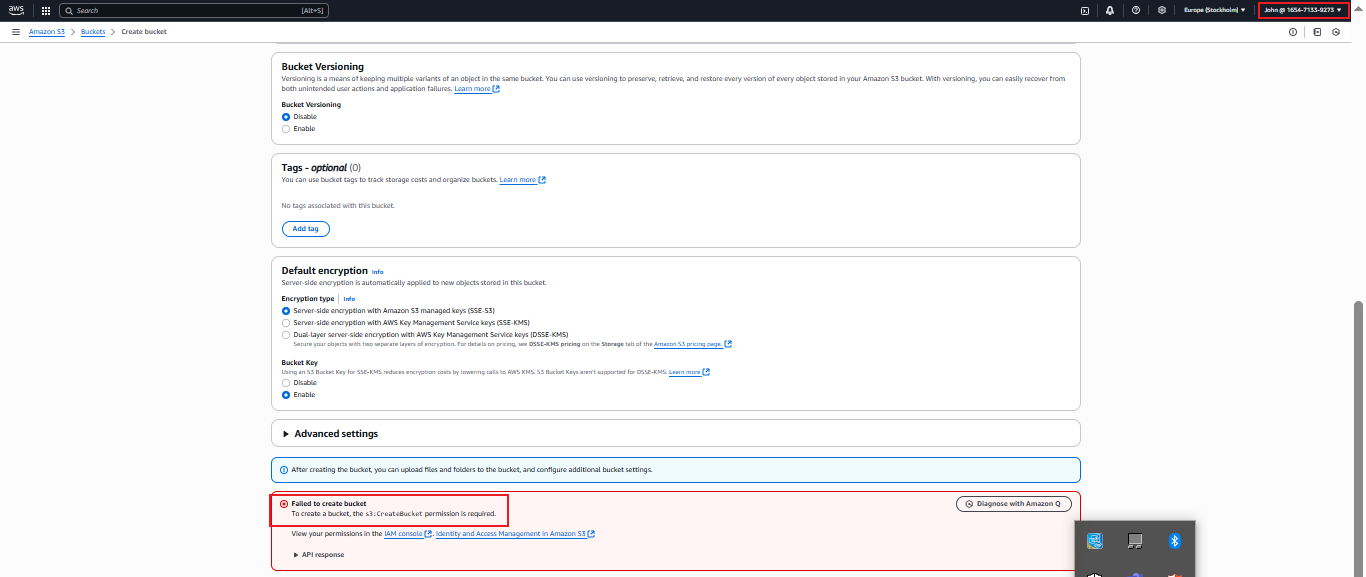 aws
Search
[Alt+S]
Europe (Stockholm)
John @ 1654-7133-9273
Amazon S3 > Buckets > Create bucket
Bucket Versioning
Versioning is a means of keeping multiple variants of an object in the same bucket. You can use versioning to preserve, retrieve, and restore every version of every object stored in your Amazon S3 bucket. With versioning, you can easily recover from
both unintended user actions and application failures. Learn more
Bucket Versioning
Disable
Enable
Tags - optional (0)
You can use bucket tags to track storage costs and organize buckets. Learn more
No tags associated with this bucket.
Add tag
Default encryption Info
Server-side encryption is automatically applied to new objects stored in this bucket.
Encryption type | Info
Server-side encryption with Amazon S3 managed keys (SSE-S3)
Server-side encryption with AWS Key Management Service keys (SSE-KMS)
Dual-layer server-side encryption with AWS Key Management Service keys (DSSE-KMS)
Secure your objects with two separate layers of encryption. For details on pricing, see DSSE-KMS pricing on the Storage tab of the Amazon S3 pricing page.
Bucket Key
Using an S3 Bucket Key for SSE-KMS reduces encryption costs by lowering calls to AWS KMS. S3 Bucket Keys aren't supported for DSSE-KMS. Learn more
Disable
Enable
Advanced settings
After creating the bucket, you can upload files and folders to the bucket, and configure additional bucket settings.
Failed to create bucket
To create a bucket, the s3:CreateBucket permission is required.
Diagnose with Amazon Q
View your permissions in the IAM console. Identity and Access Management in Amazon S3
API response